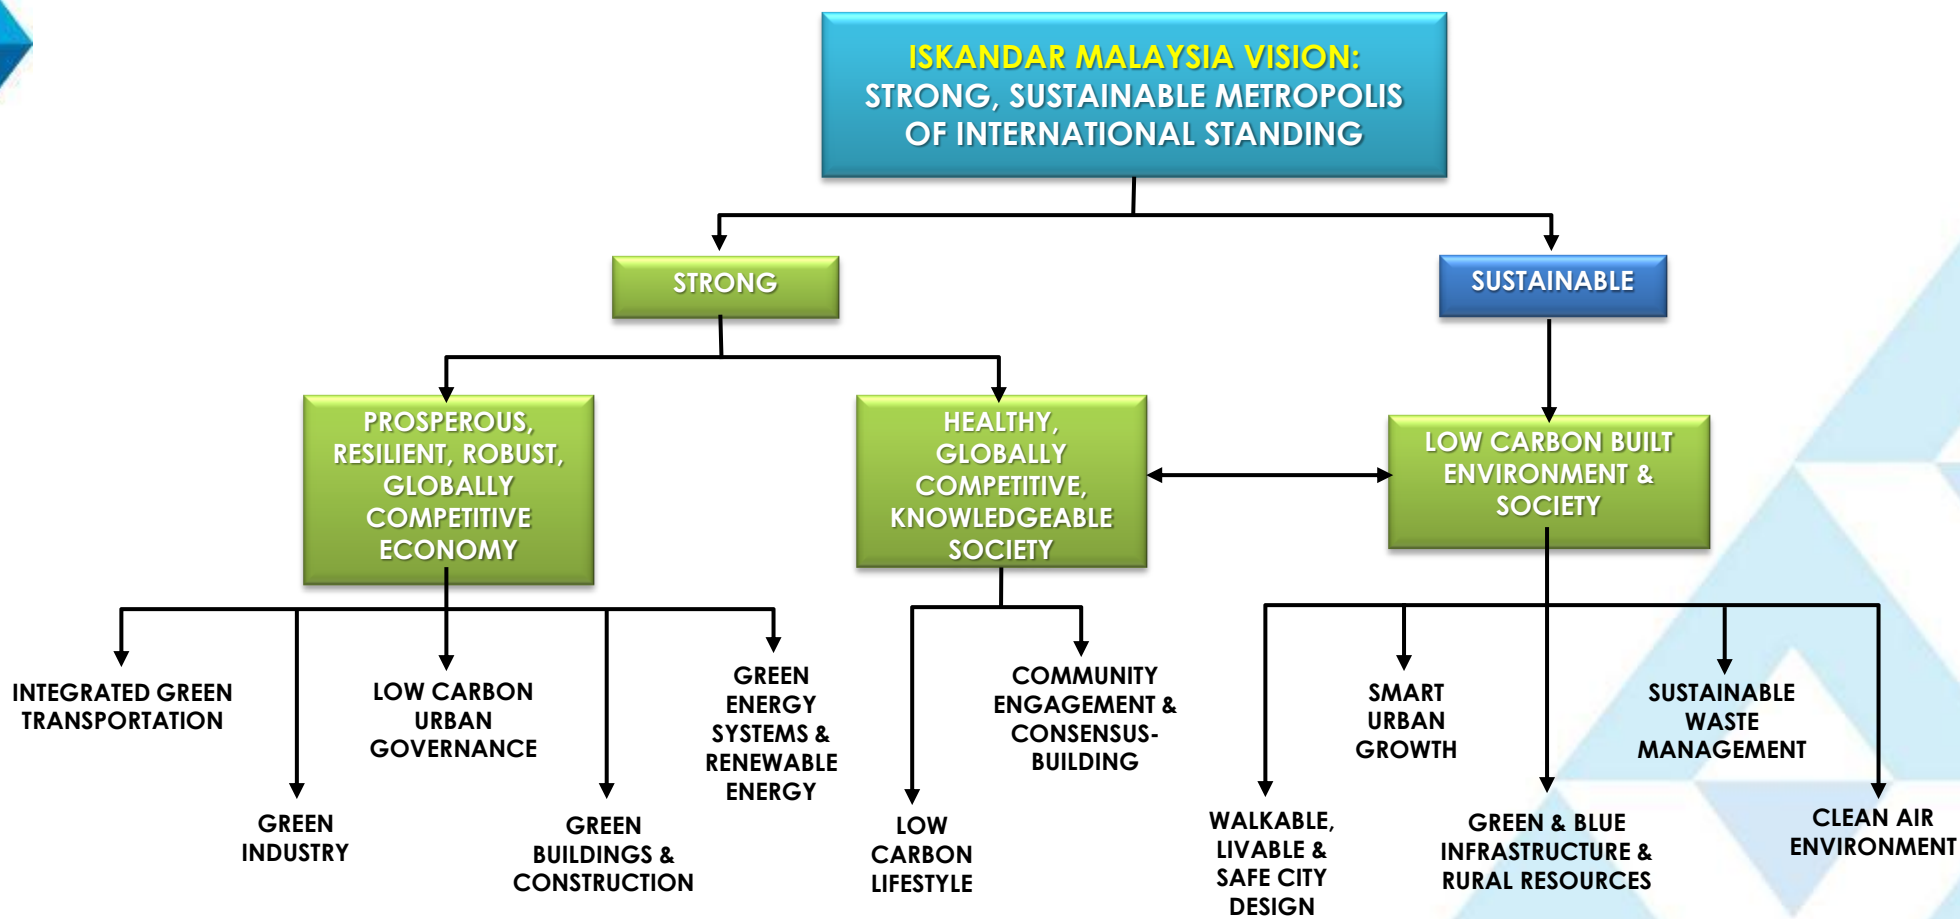 ISKANDAR MALAYSIA VISION:
STRONG, SUSTAINABLE METROPOLIS
OF INTERNATIONAL STANDING
STRONG
SUSTAINABLE
PROSPEROUS,
RESILIENT, ROBUST,
GLOBALLY
COMPETITIVE
ECONOMY
HEALTHY,
GLOBALLY
COMPETITIVE,
KNOWLEDGEABLE
SOCIETY
LOW CARBON BUILT
ENVIRONMENT &
SOCIETY
INTEGRATED GREEN
TRANSPORTATION
GREEN
INDUSTRY
LOW CARBON
URBAN
GOVERNANCE
GREEN
BUILDINGS &
CONSTRUCTION
GREEN
ENERGY
SYSTEMS &
RENEWABLE
ENERGY
LOW
CARBON
LIFESTYLE
COMMUNITY
ENGAGEMENT &
CONSENSUS-
BUILDING
WALKABLE,
LIVABLE &
SAFE CITY
DESIGN
SMART
URBAN
GROWTH
GREEN & BLUE
INFRASTRUCTURE &
RURAL RESOURCES
SUSTAINABLE
WASTE
MANAGEMENT
CLEAN AIR
ENVIRONMENT